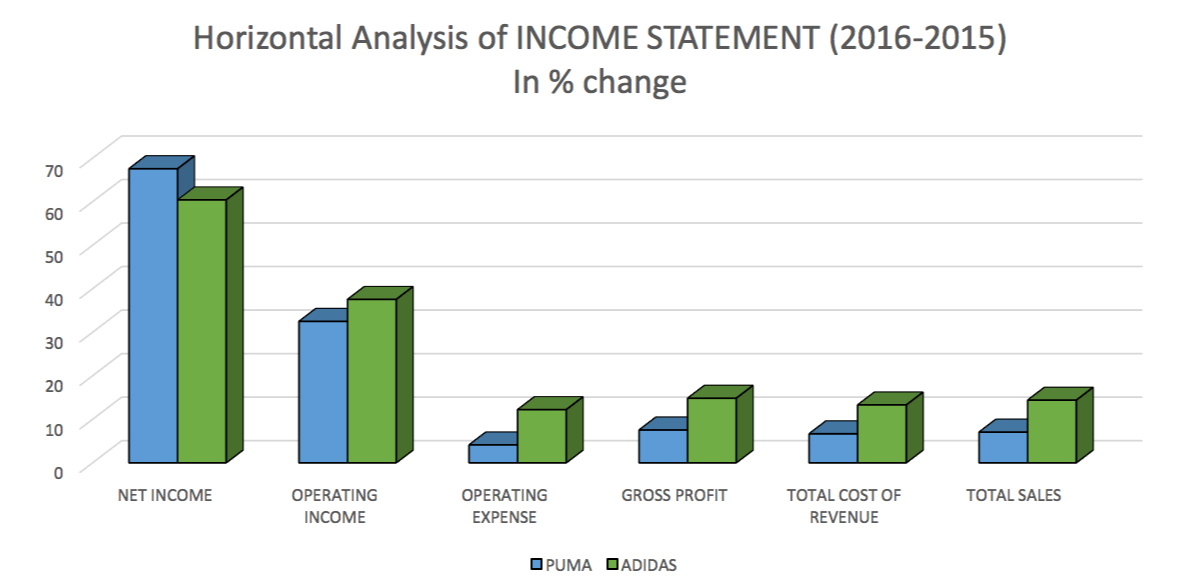 Horizontal Analysis of INCOME STATEMENT (2016-2015)
In % change
70
60
50
40
30
20
10
0
NET INCOME
OPERATING
INCOME
OPERATING
EXPENSE
GROSS PROFIT
TOTAL COST OF
REVENUE
TOTAL SALES
PUMA ADIDAS